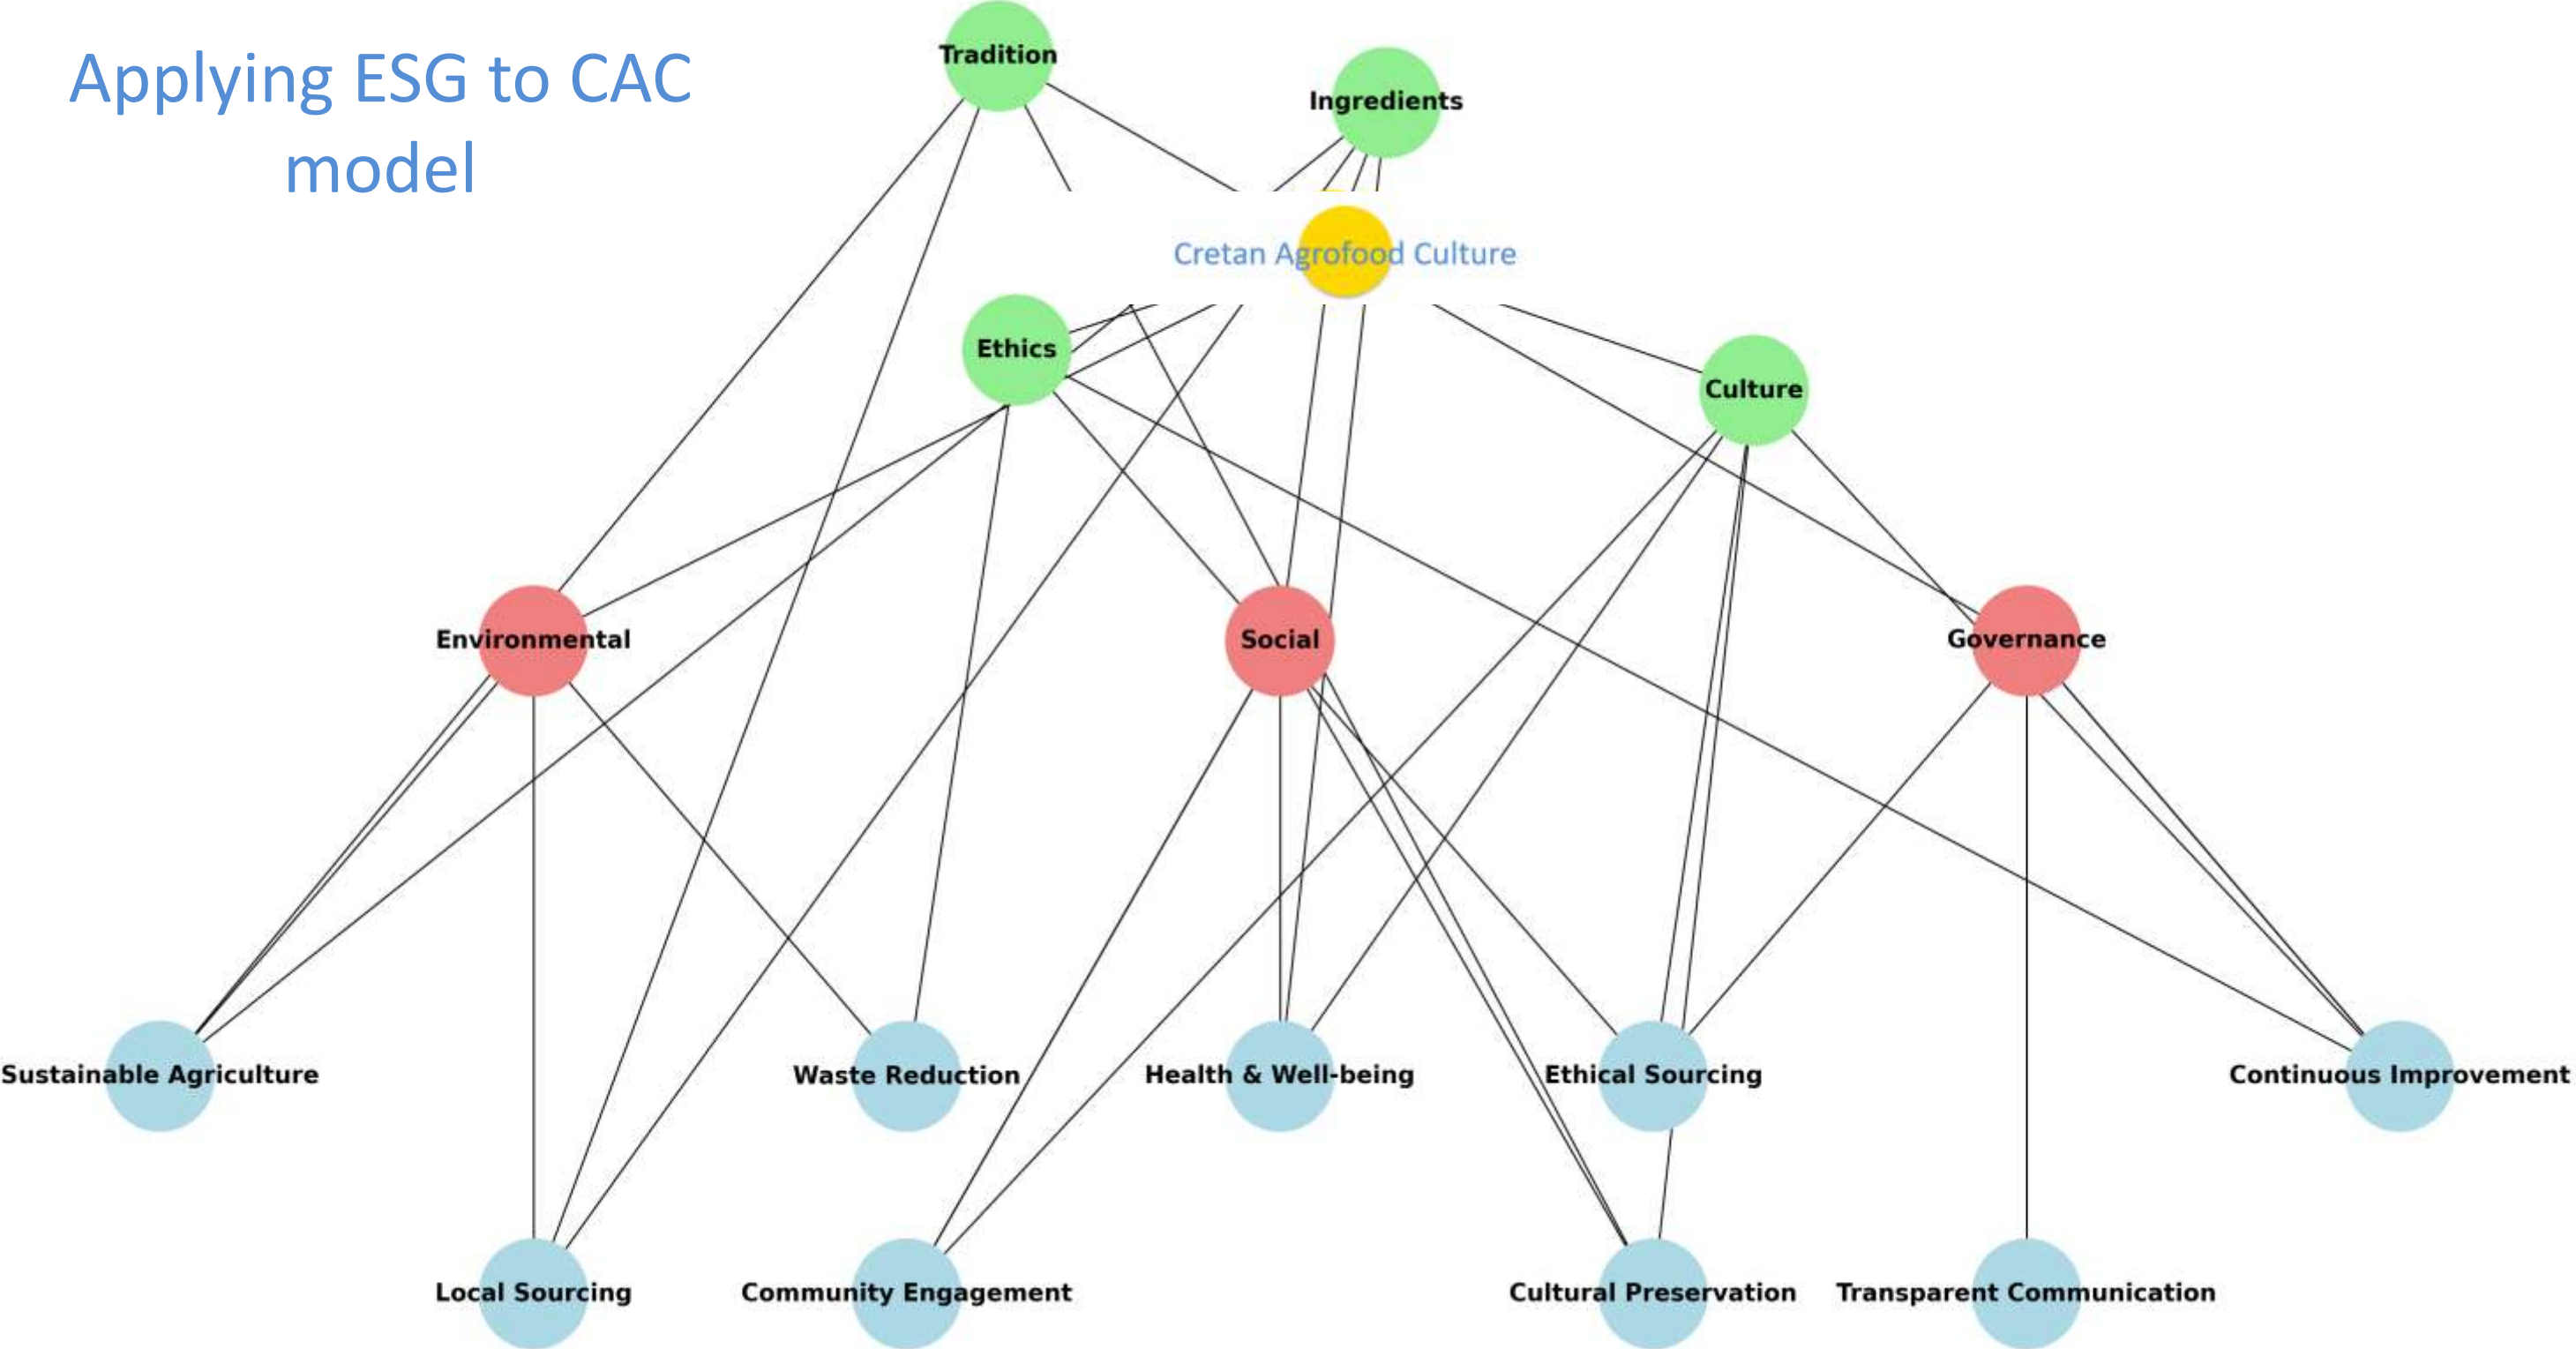 Applying ESG to CAC
model
Tradition
Ingredients
Cretan Agrofood Culture
Ethics
Culture
Environmental
Social
Governance
Sustainable Agriculture
Waste Reduction
Health & Well-being
Ethical Sourcing
Continuous Improvement
Local Sourcing
Community Engagement
Cultural Preservation
Transparent Communication